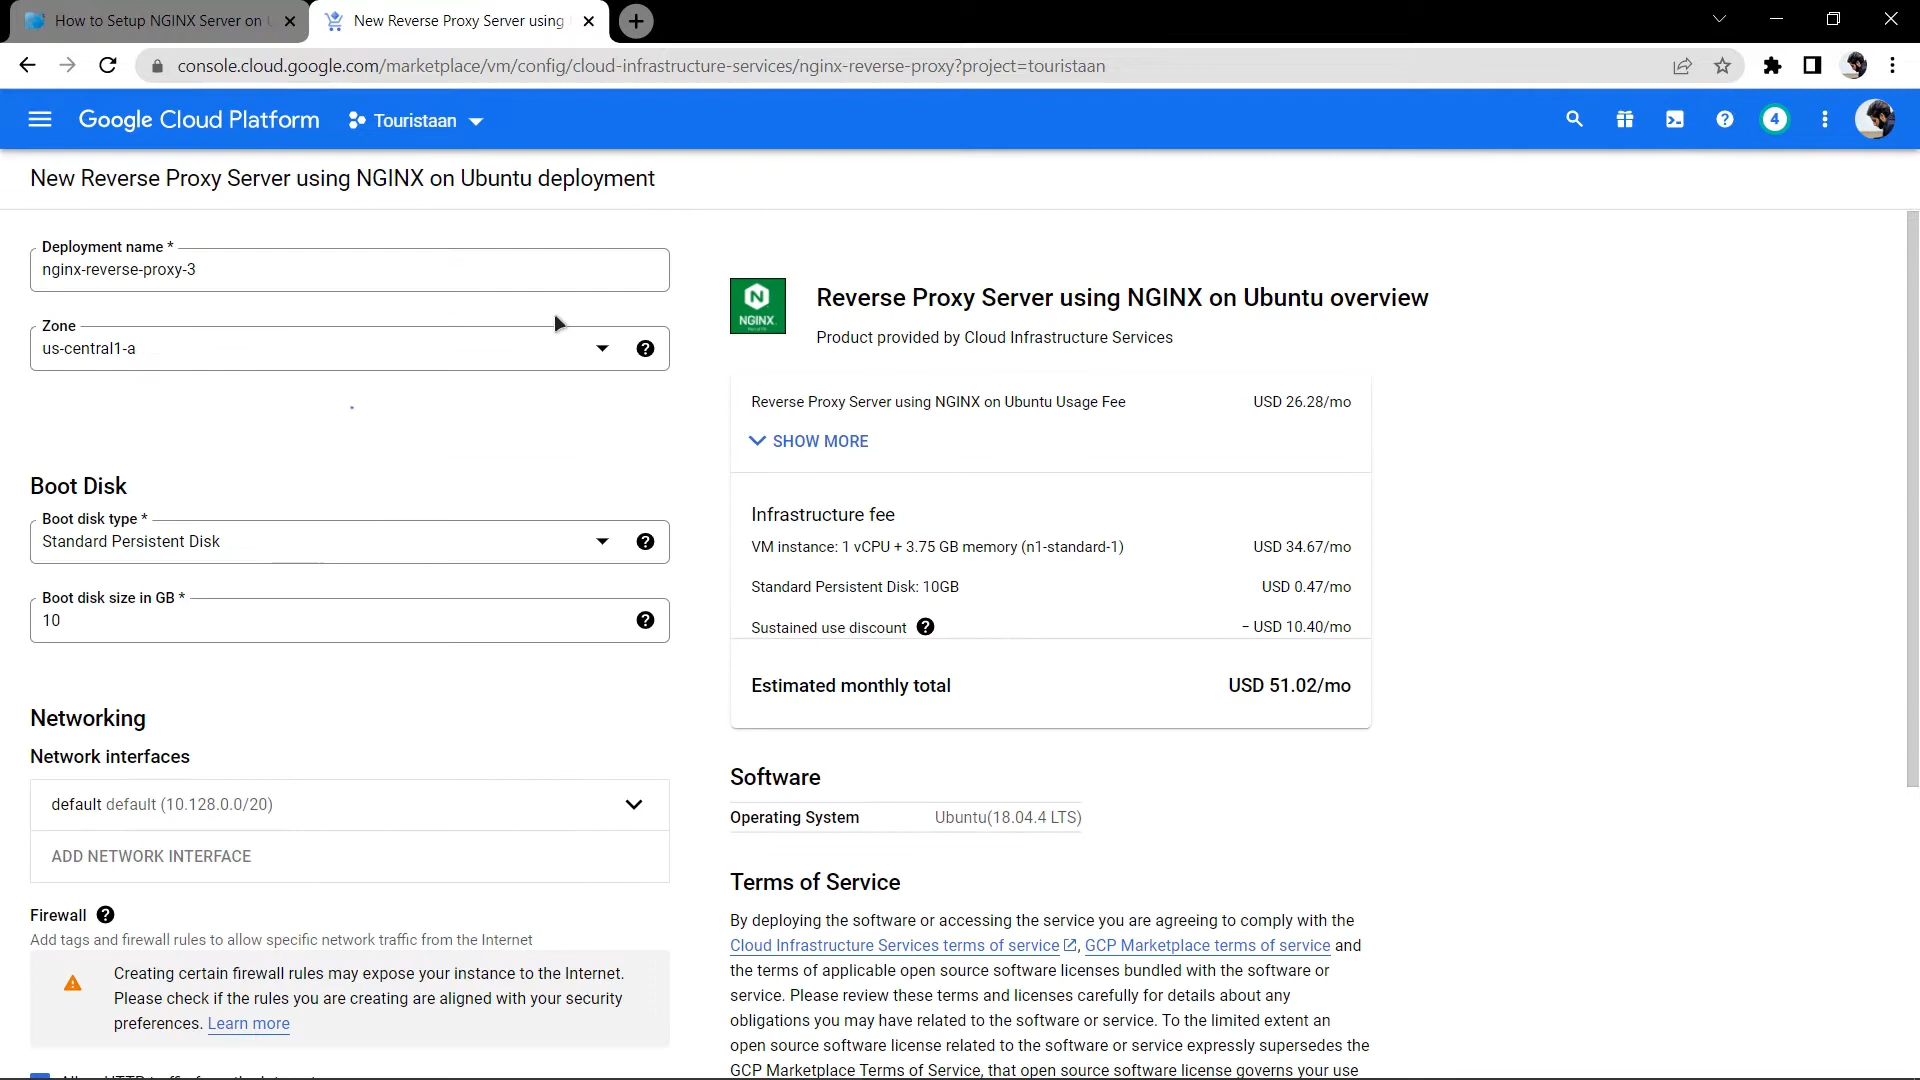 How to Setup NGINX Server on
New Reverse Proxy Server using
console.cloud.google.com/marketplace/vm/config/cloud-infrastructure-services/nginx-reverse-proxy?project=touristaan
Google Cloud Platform
Touristaan
4
New Reverse Proxy Server using NGINX on Ubuntu deployment
Deployment name *
nginx-reverse-proxy-3
Zone
us-central1-a
Boot Disk
Boot disk type *
Standard Persistent Disk
Boot disk size in GB *
10
Networking
Network interfaces
default default (10.128.0.0/20)
ADD NETWORK INTERFACE
Firewall
Add tags and firewall rules to allow specific network traffic from the Internet
Creating certain firewall rules may expose your instance to the Internet.
Please check if the rules you are creating are aligned with your security
preferences. Learn more
NGINX
Reverse Proxy Server using NGINX on Ubuntu overview
Product provided by Cloud Infrastructure Services
Reverse Proxy Server using NGINX on Ubuntu Usage Fee USD 26.28/mo
SHOW MORE
Infrastructure fee
VM instance: 1 vCPU + 3.75 GB memory (n1-standard-1) USD 34.67/mo
Standard Persistent Disk: 10GB USD 0.47/mo
Sustained use discount − USD 10.40/mo
Estimated monthly total USD 51.02/mo
Software
Operating System Ubuntu(18.04.4 LTS)
Terms of Service
By deploying the software or accessing the service you are agreeing to comply with the
Cloud Infrastructure Services terms of service, GCP Marketplace terms of service and
the terms of applicable open source software licenses bundled with the software or
service. Please review these terms and licenses carefully for details about any
obligations you may have related to the software or service. To the limited extent an
open source software license related to the software or service expressly supersedes the
GCP Marketplace Terms of Service, that open source software license governs your use